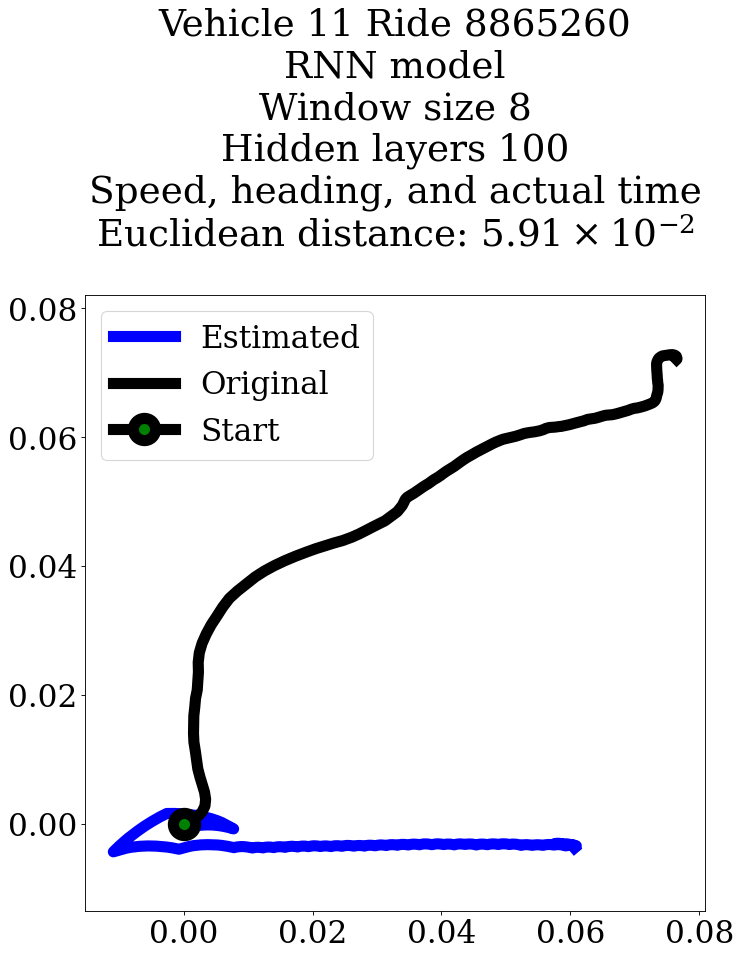 Vehicle 11 Ride 8865260
RNN model
Window size 8
Hidden layers 100
Speed, heading, and actual time
Euclidean distance: 5.91 × 10⁻²
0.08
0.06
0.04
0.02
0.00
Estimated
Original
Start
0.00 0.02 0.04 0.06 0.08